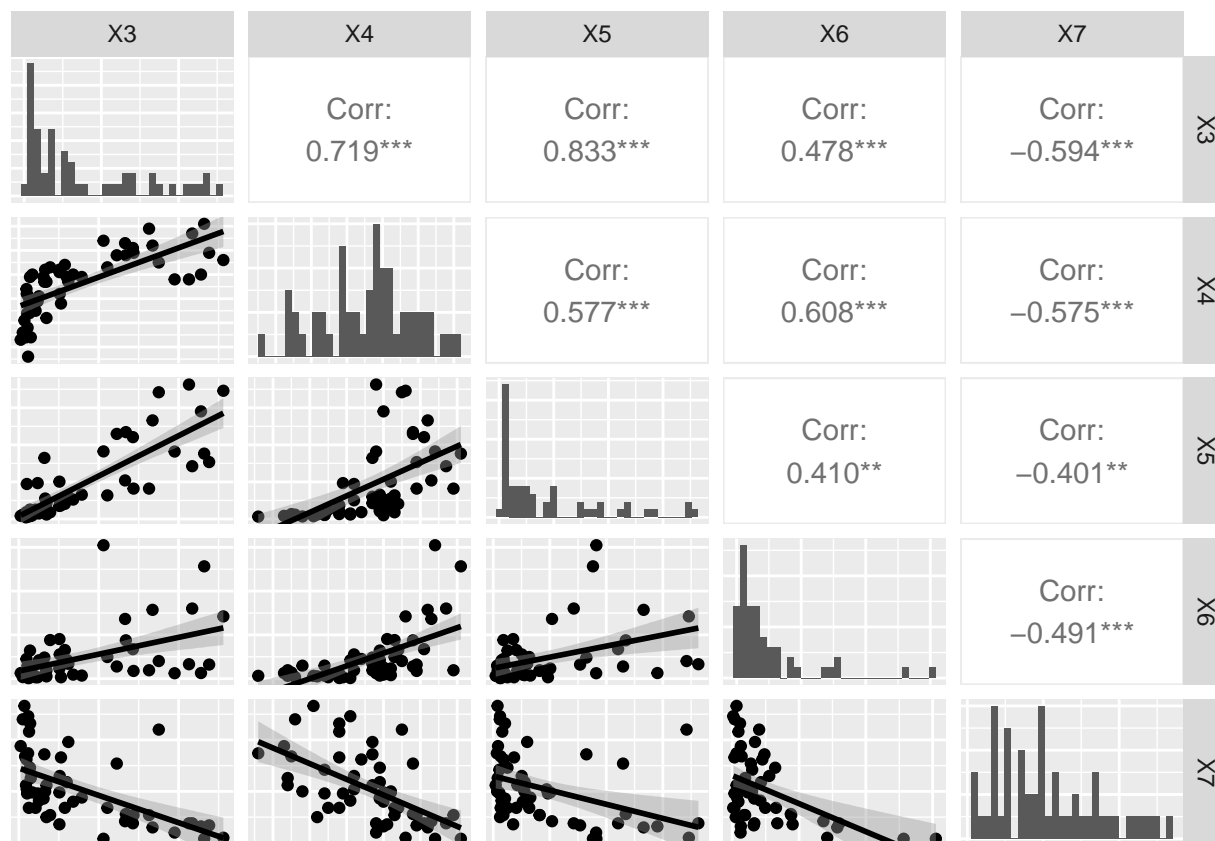 X3 X4 X5 X6 X7
Corr: Corr: Corr: Corr:
0.719*** 0.833*** 0.478*** −0.594***
X3
Corr: Corr: Corr:
0.577*** 0.608*** −0.575***
X4
Corr: Corr:
0.410** −0.401**
X5
Corr:
−0.491***
X6
X7